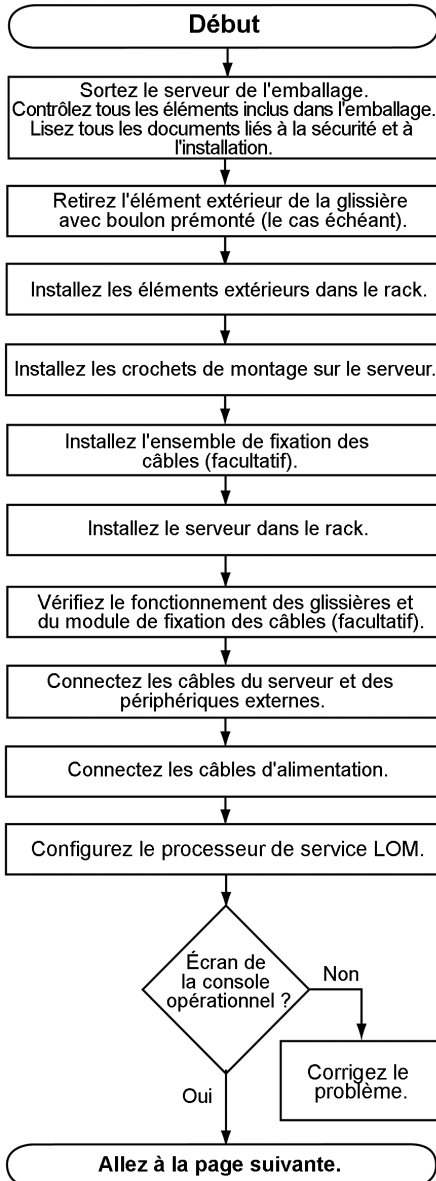 Début
Sortez le serveur de l'emballage.
Contrôlez tous les éléments inclus dans l'emballage.
Lisez tous les documents liés à la sécurité et à
l'installation.
Retirez l'élément extérieur de la glissière
avec boulon prémonté (le cas échéant).
Installez les éléments extérieurs dans le rack.
Installez les crochets de montage sur le serveur.
Installez l'ensemble de fixation des
câbles (facultatif).
Installez le serveur dans le rack.
Vérifiez le fonctionnement des glissières et
du module de fixation des câbles (facultatif).
Connectez les câbles du serveur et des
périphériques externes.
Connectez les câbles d'alimentation.
Configurez le processeur de service LOM.
Écran de
la console
opérationnel ?
Non
Corrigez le
problème.
Oui
Allez à la page suivante.